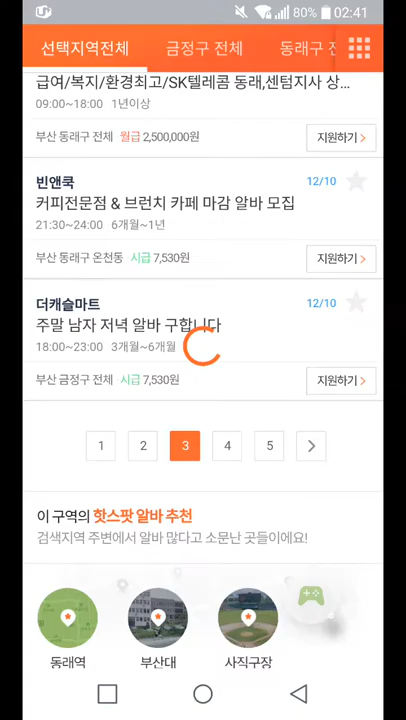 80% 02:41
선택지역전체 금정구 전체 동래구 전
급여/복지/환경최고/SK텔레콤 동래,센텀지사 상...
09:00~18:00 1년이상
부산 동래구 전체 월급 2,500,000원 지원하기 >
빈앤쿡 12/10
커피전문점 & 브런치 카페 마감 알바 모집
21:30~24:00 6개월~1년
부산 동래구 온천동 시급 7,530원 지원하기 >
더캐슬마트 12/10
주말 남자 저녁 알바 구합니다
18:00~23:00 3개월~6개월
부산 금정구 전체 시급 7,530원 지원하기 >
1 2 3 4 5 >
이 구역의 핫스팟 알바 추천
검색지역 주변에서 알바 많다고 소문난 곳들이에요!
동래역 부산대 사직구장